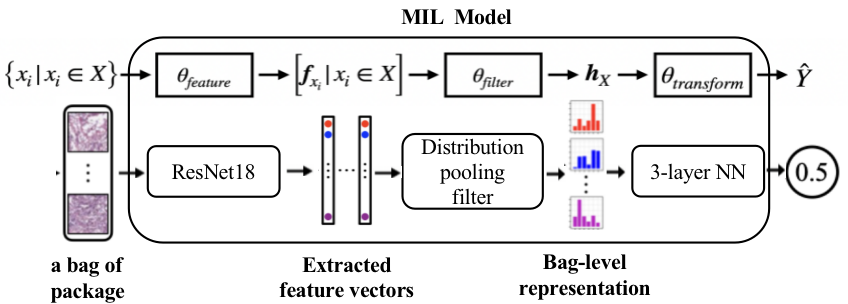 MIL Model
{x_i | x_i ∈ X}
θ_feature
[f_{x_i} | x_i ∈ X]
θ_filter
h_X
θ_transform
Ŷ
ResNet18
Distribution
pooling
filter
3-layer NN
0.5
a bag of
package
Extracted
feature vectors
Bag-level
representation